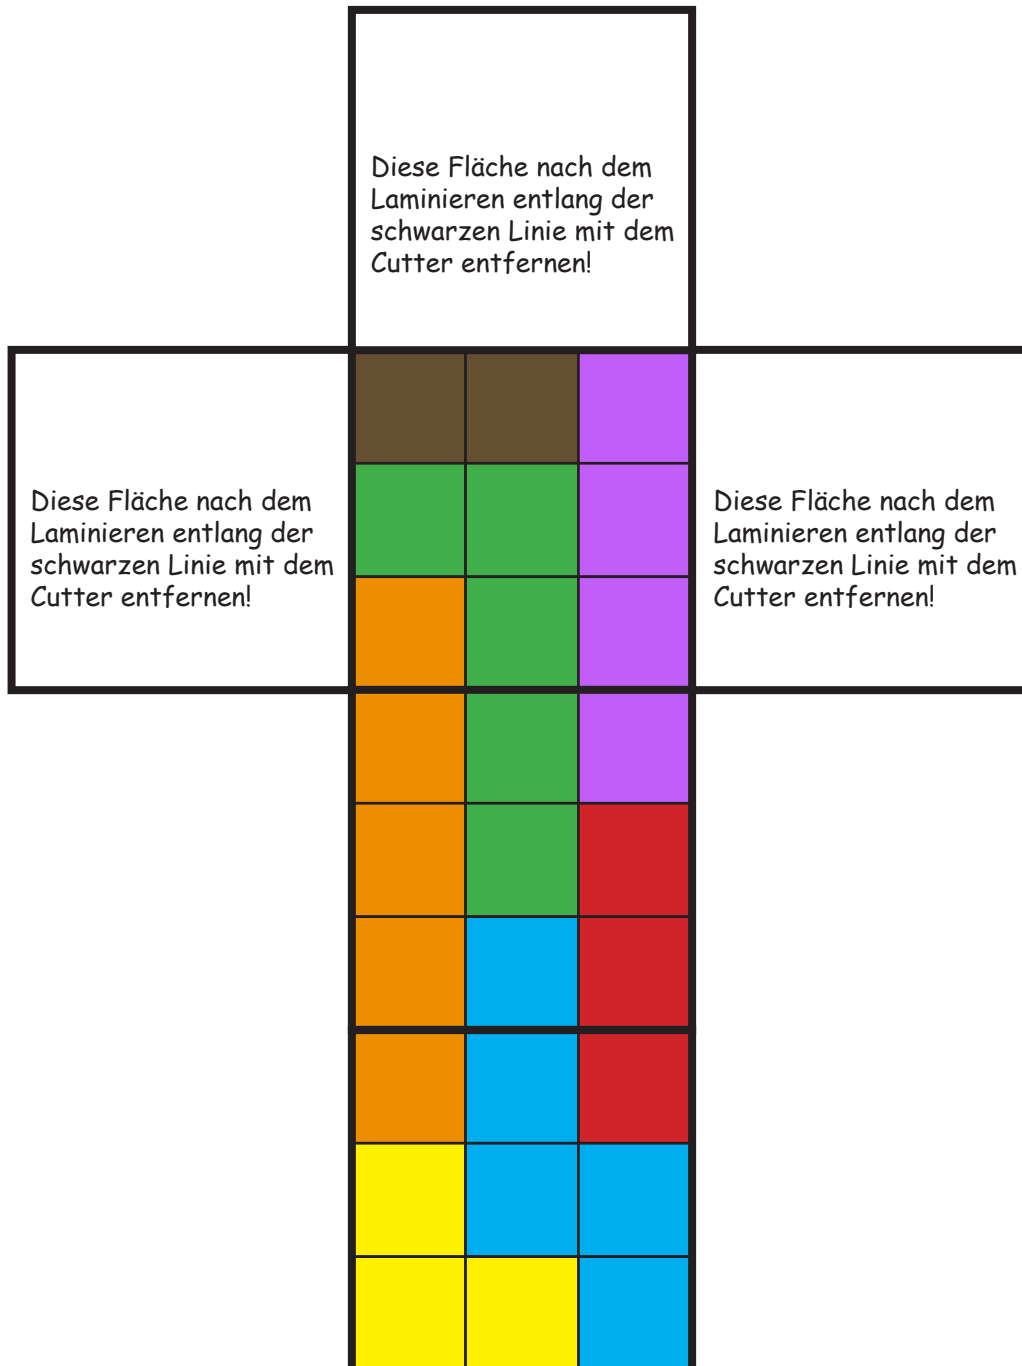 Diese Fläche nach dem
Laminieren entlang der
schwarzen Linie mit dem
Cutter entfernen!
Diese Fläche nach dem
Laminieren entlang der
schwarzen Linie mit dem
Cutter entfernen!
Diese Fläche nach dem
Laminieren entlang der
schwarzen Linie mit dem
Cutter entfernen!